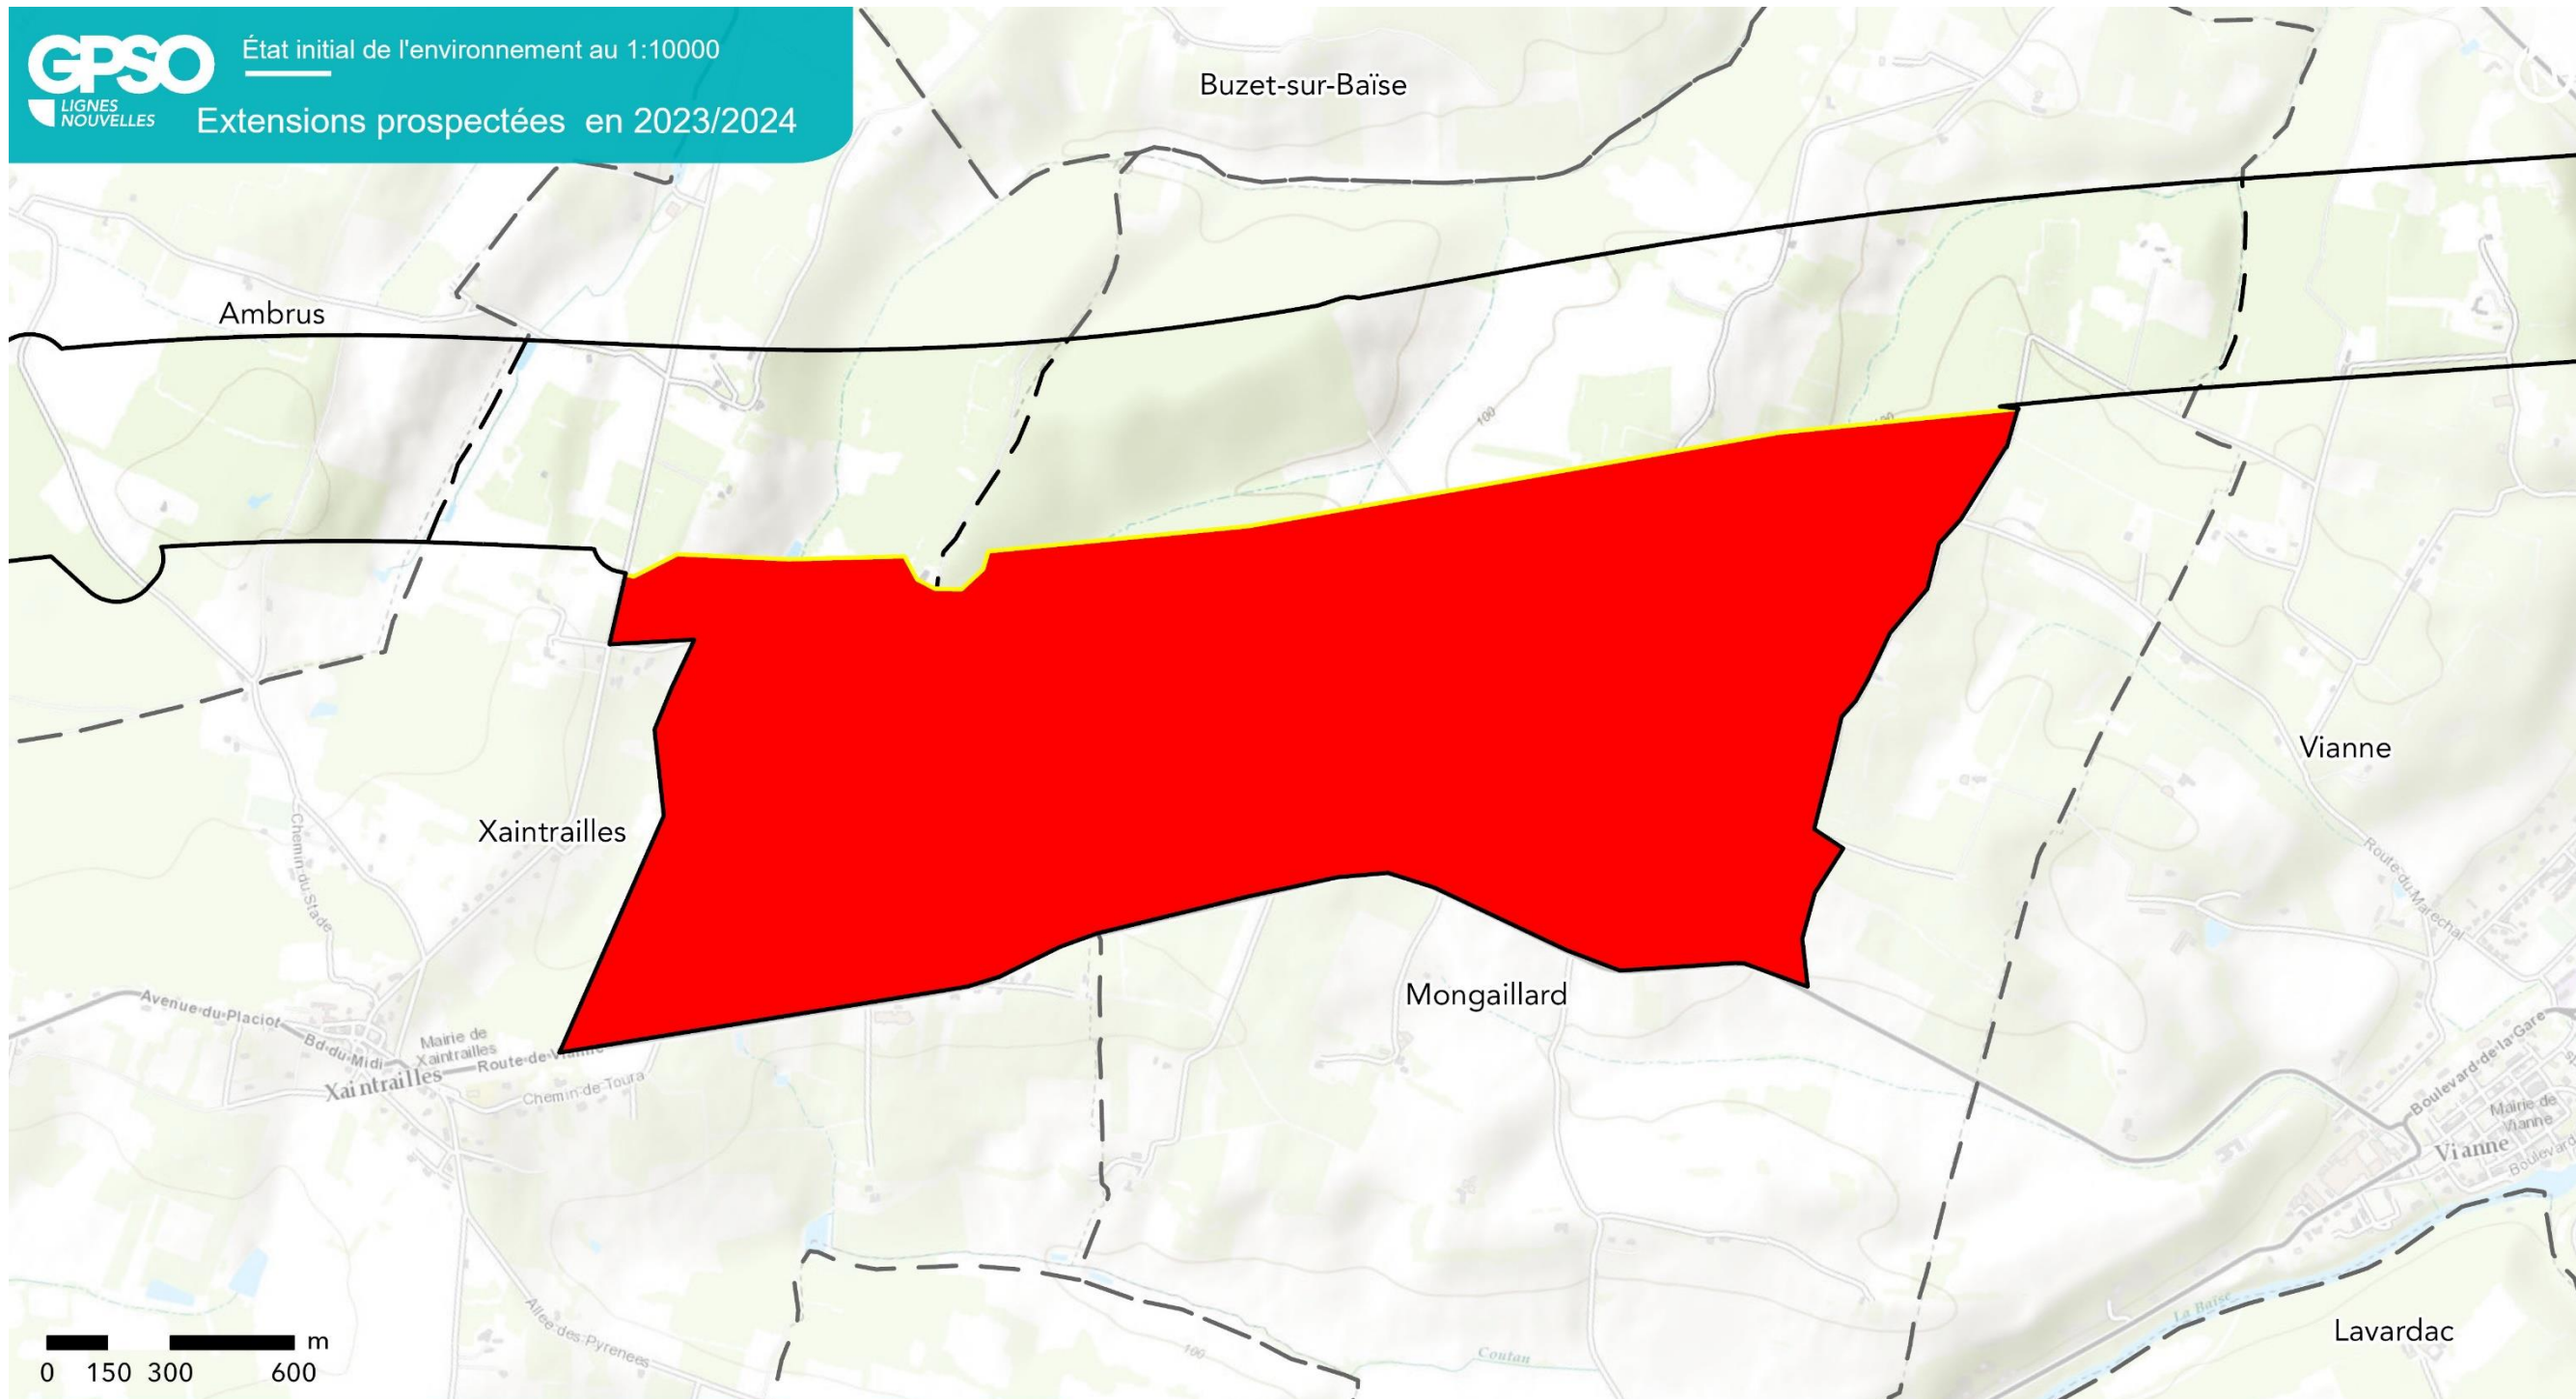 GPSO
LIGNES
NOUVELLES
État initial de l'environnement au 1:10000
Extensions prospectées en 2023/2024
Buzet-sur-Baïse
Ambrus
100
Vianne
Xaintrailles
Chemin du Stade
Route du Marechal
Mongaillard
Avenue du Placiot
Bd du Midi
Mairie de
Xaintrailles
Route de Vianne
Xaintrailles
Chemin de Toura
Boulevard de la Gare
Mairie de
Vianne
Vianne
Boulevard
Allée des Pyrenees
La Baïse
Lavardac
Coutan
100
m
0 150 300 600